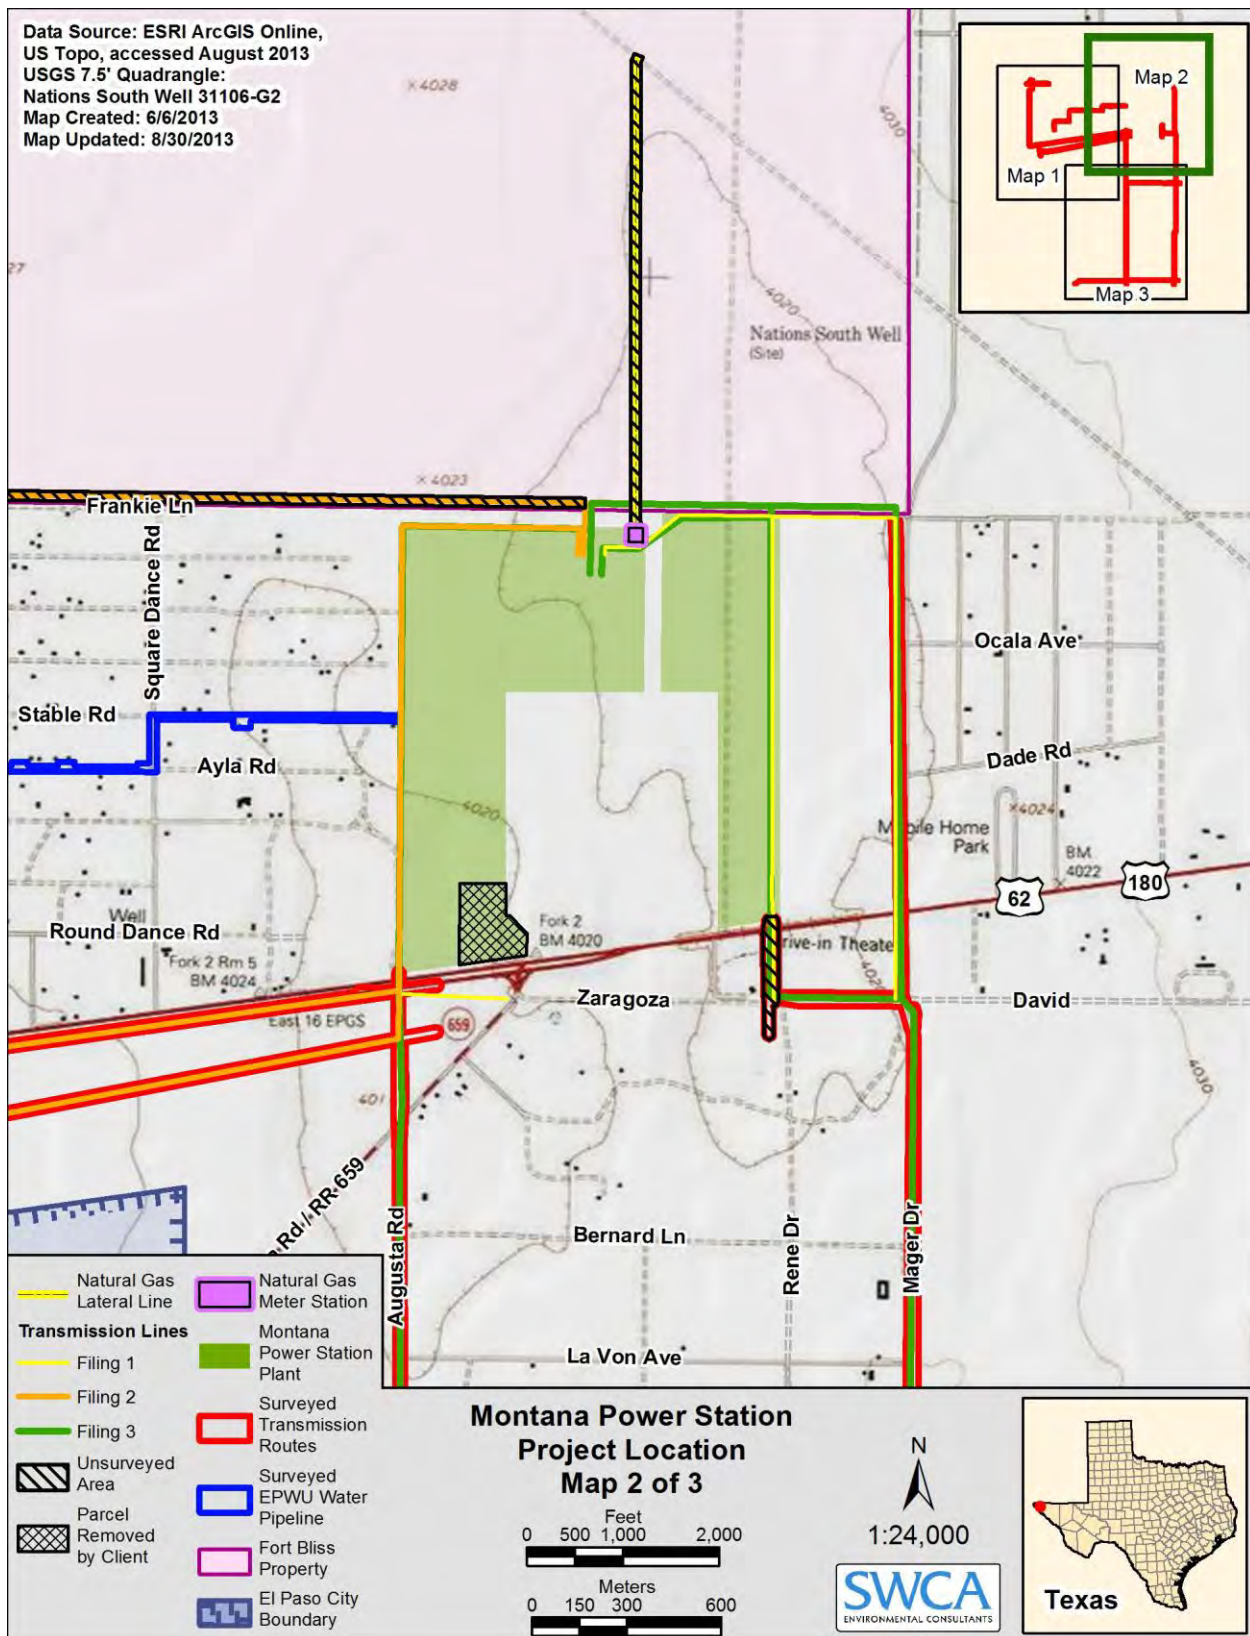 Data Source: ESRI ArcGIS Online,
US Topo, accessed August 2013
USGS 7.5' Quadrangle:
Nations South Well 31106-G2
Map Created: 6/6/2013
Map Updated: 8/30/2013
4028
4030
Map 2
Map 1
Map 3
27
4020
Nations South Well
(Site)
4023
Frankie Ln
Square Dance Rd
Ocala Ave
Stable Rd
Ayla Rd
Dade Rd
4020
4024
Mobile Home
Park
BM
4022
62
180
Well
Round Dance Rd
Fork 2
BM 4020
Fork 2 Rm 5
BM 4024
rive-in Theate
402
Zaragoza
David
East 16 EPGS
659
401
4030
Rd / RR 659
Augusta Rd
Bernard Ln
Rene Dr
Mager Dr
La Von Ave
Natural Gas
Lateral Line
Transmission Lines
Filing 1
Filing 2
Filing 3
Unsurveyed
Area
Parcel
Removed
by Client
Natural Gas
Meter Station
Montana
Power Station
Plant
Surveyed
Transmission
Routes
Surveyed
EPWU Water
Pipeline
Fort Bliss
Property
El Paso City
Boundary
Montana Power Station
Project Location
Map 2 of 3
Feet
0 500 1,000 2,000
Meters
0 150 300 600
N
1:24,000
SWCA
ENVIRONMENTAL CONSULTANTS
Texas